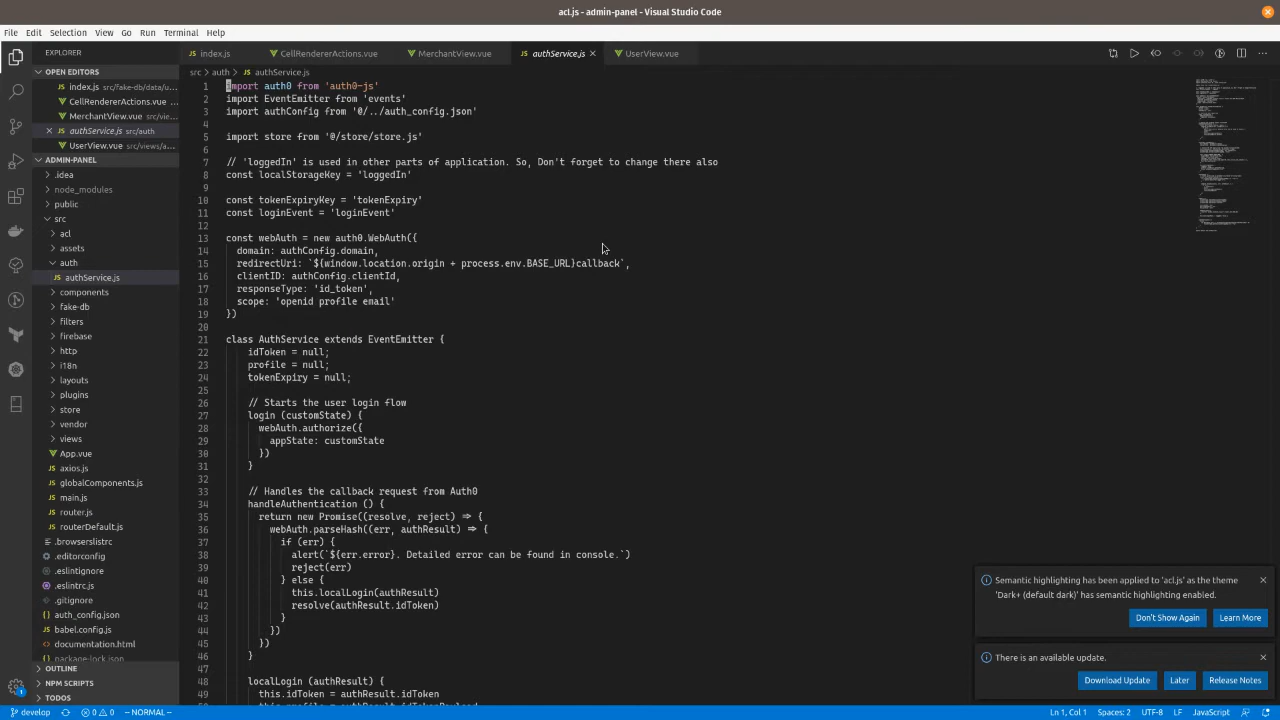 acl.js - admin-panel - Visual Studio Code
File Edit Selection View Go Run Terminal Help
EXPLORER
OPEN EDITORS
index.js src/fake-db/data/u...
CellRendererActions.vue ...
MerchantView.vue src/vie...
authService.js src/auth
UserView.vue src/views/a...
ADMIN-PANEL
.idea
node_modules
public
src
acl
assets
auth
authService.js
components
fake-db
filters
firebase
http
i18n
layouts
plugins
store
vendor
views
App.vue
axios.js
globalComponents.js
main.js
router.js
routerDefault.js
.browserslistrc
.editorconfig
.eslintignore
.eslintrc.js
.gitignore
auth_config.json
babel.config.js
documentation.html
package-lock.json
OUTLINE
NPM SCRIPTS
TODOS
index.js CellRendererActions.vue MerchantView.vue authService.js UserView.vue
src > auth > authService.js
1 import auth0 from 'auth0-js'
2 import EventEmitter from 'events'
3 import authConfig from '@/../auth_config.json'
4
5 import store from '@/store/store.js'
6
7 // 'loggedIn' is used in other parts of application. So, Don't forget to change there also
8 const localStorageKey = 'loggedIn'
9
10 const tokenExpiryKey = 'tokenExpiry'
11 const loginEvent = 'loginEvent'
12
13 const webAuth = new auth0.WebAuth({
14 domain: authConfig.domain,
15 redirectUri: `${window.location.origin + process.env.BASE_URL}callback`,
16 clientID: authConfig.clientId,
17 responseType: 'id_token',
18 scope: 'openid profile email'
19 })
20
21 class AuthService extends EventEmitter {
22 idToken = null;
23 profile = null;
24 tokenExpiry = null;
25
26 // Starts the user login flow
27 login (customState) {
28 webAuth.authorize({
29 appState: customState
30 })
31 }
32
33 // Handles the callback request from Auth0
34 handleAuthentication () {
35 return new Promise((resolve, reject) => {
36 webAuth.parseHash((err, authResult) => {
37 if (err) {
38 alert(`${err.error}. Detailed error can be found in console.`)
39 reject(err)
40 } else {
41 this.localLogin(authResult)
42 resolve(authResult.idToken)
43 }
44 })
45 })
46 }
47
48 localLogin (authResult) {
49 this.idToken = authResult.idToken
Semantic highlighting has been applied to 'acl.js' as the theme
'Dark+ (default dark)' has semantic highlighting enabled.
Don't Show Again Learn More
There is an available update.
Download Update Later Release Notes
1
develop 0 0 -- NORMAL -- Ln 1, Col 1 Spaces: 2 UTF-8 LF JavaScript